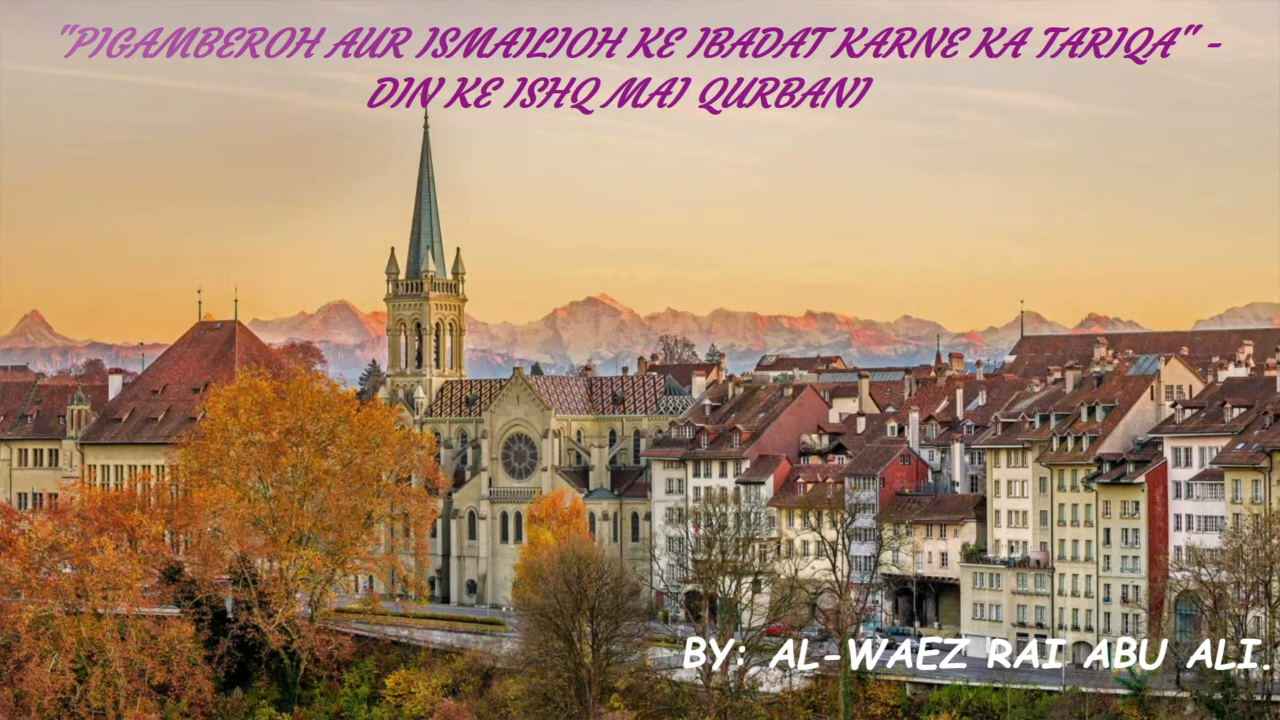 "PIGAMBEROH AUR ISMAILIOH KE IBADAT KARNE KA TARIQA" -
DIN KE ISHQ MAI QURBANI
BY: AL-WAEZ RAI ABU ALI.